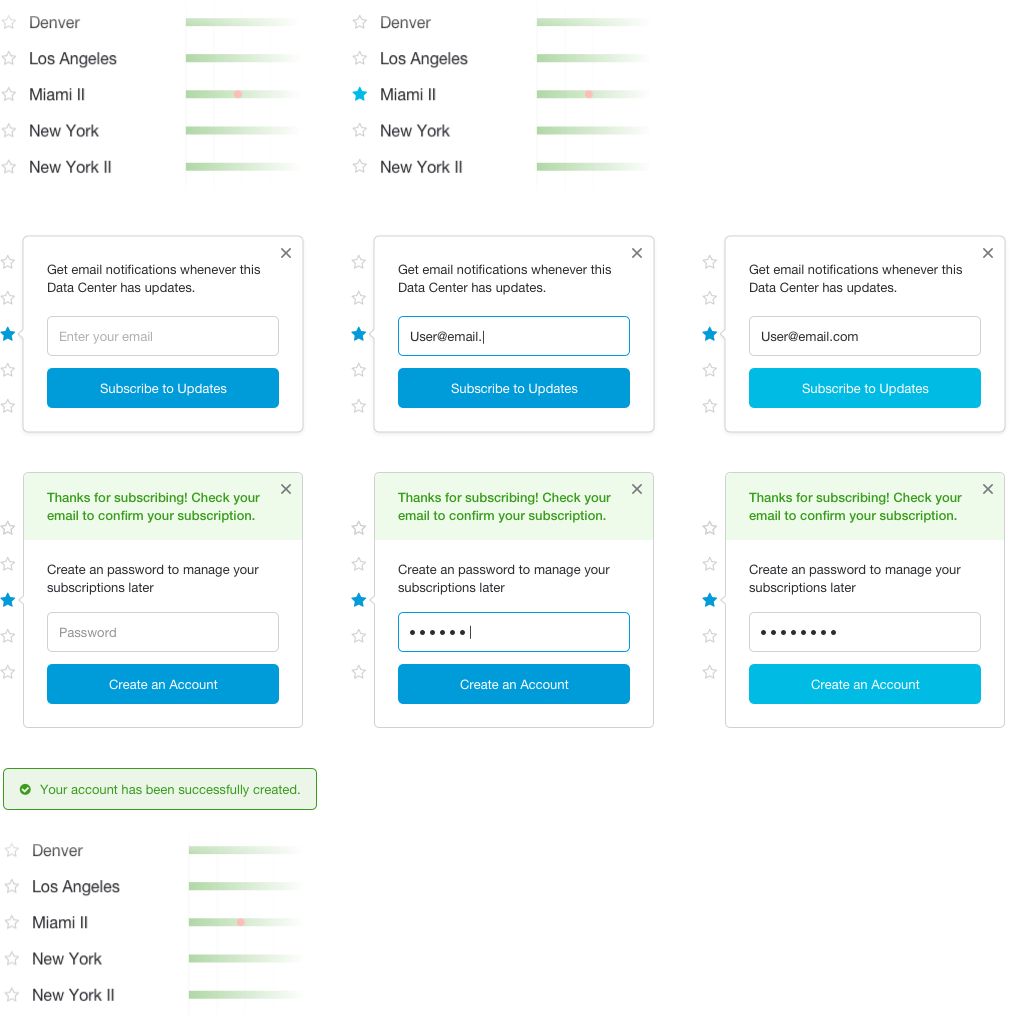 Denver
Los Angeles
Miami II
New York
New York II
Denver
Los Angeles
Miami II
New York
New York II
Get email notifications whenever this
Data Center has updates.
Enter your email
Subscribe to Updates
Get email notifications whenever this
Data Center has updates.
User@email.
Subscribe to Updates
Get email notifications whenever this
Data Center has updates.
User@email.com
Subscribe to Updates
Thanks for subscribing! Check your
email to confirm your subscription.
Create an password to manage your
subscriptions later
Password
Create an Account
Thanks for subscribing! Check your
email to confirm your subscription.
Create an password to manage your
subscriptions later
Create an Account
Thanks for subscribing! Check your
email to confirm your subscription.
Create an password to manage your
subscriptions later
Create an Account
Your account has been successfully created.
Denver
Los Angeles
Miami II
New York
New York II